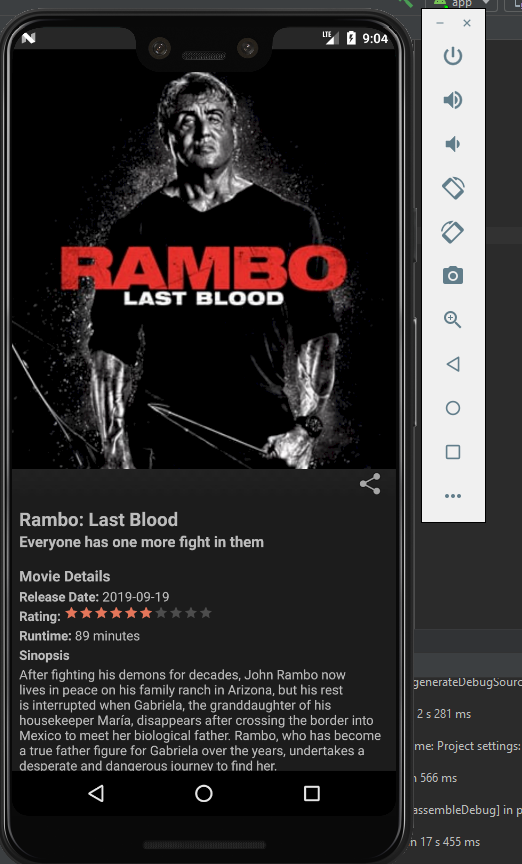 app
LTE
9:04
RAMBO
LAST BLOOD
Rambo: Last Blood
Everyone has one more fight in them
Movie Details
Release Date: 2019-09-19
Rating:
Runtime: 89 minutes
Sinopsis
After fighting his demons for decades, John Rambo now
lives in peace on his family ranch in Arizona, but his rest
is interrupted when Gabriela, the granddaughter of his
housekeeper María, disappears after crossing the border into
Mexico to meet her biological father. Rambo, who has become
a true father figure for Gabriela over the years, undertakes a
desperate and dangerous journey to find her.
generateDebugSourc
2 s 281 ms
me: Project settings:
566 ms
assembleDebug] in p
17 s 455 ms